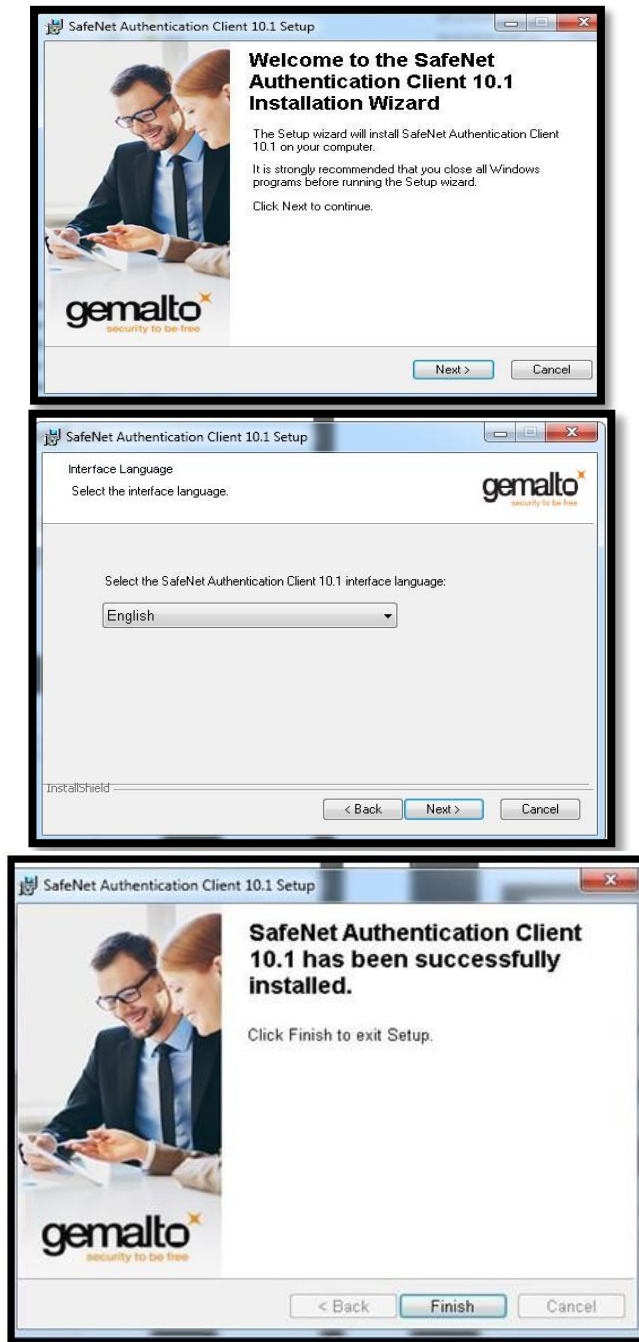 SafeNet Authentication Client 10.1 Setup
Welcome to the SafeNet
Authentication Client 10.1
Installation Wizard
The Setup wizard will install SafeNet Authentication Client
10.1 on your computer.
It is strongly recommended that you close all Windows
programs before running the Setup wizard.
Click Next to continue.
gemalto
security to be free
Next >
Cancel
SafeNet Authentication Client 10.1 Setup
Interface Language
Select the interface language.
gemalto
security to be free
Select the SafeNet Authentication Client 10.1 interface language:
English
InstallShield
< Back
Next >
Cancel
SafeNet Authentication Client 10.1 Setup
SafeNet Authentication Client
10.1 has been successfully
installed.
Click Finish to exit Setup.
gemalto
security to be free
< Back
Finish
Cancel